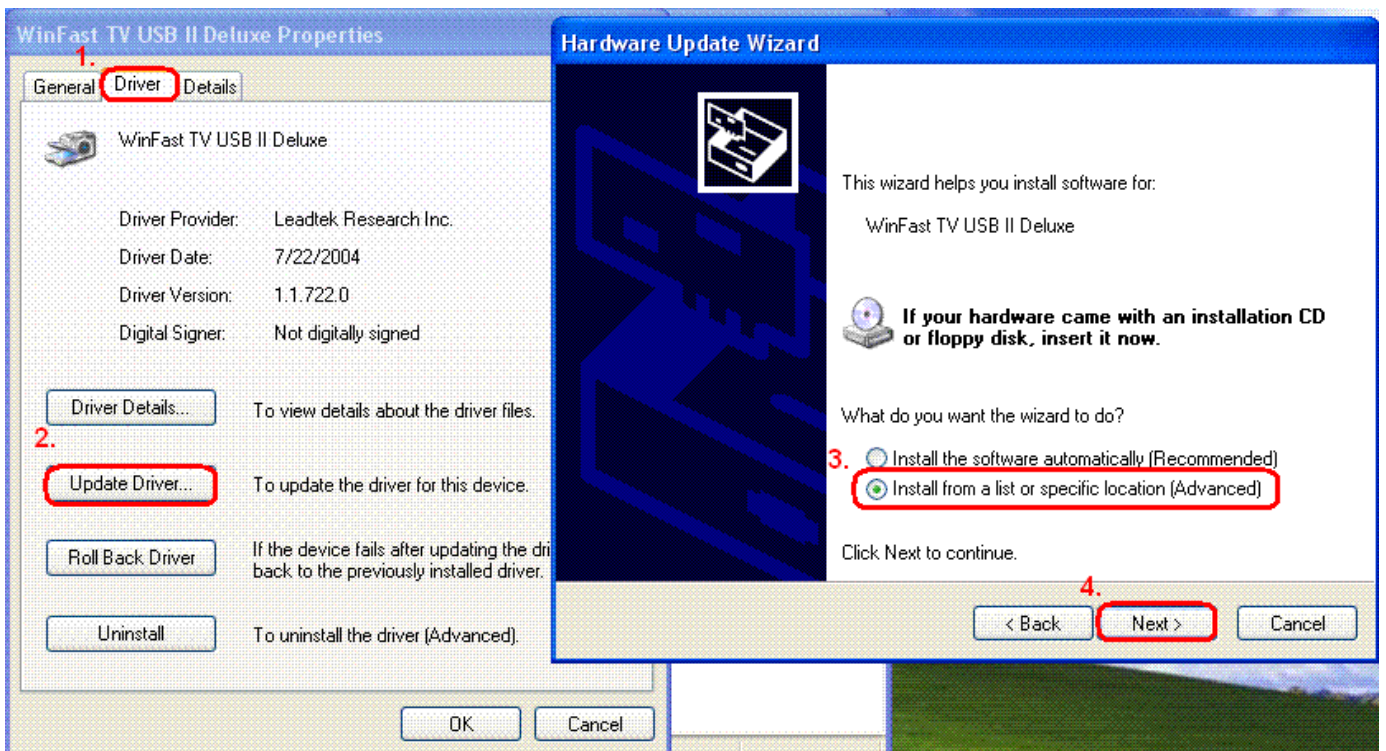 WinFast TV USB II Deluxe Properties
1.
General Driver Details
WinFast TV USB II Deluxe
Driver Provider: Leadtek Research Inc.
Driver Date: 7/22/2004
Driver Version: 1.1.722.0
Digital Signer: Not digitally signed
Driver Details... To view details about the driver files.
2.
Update Driver... To update the driver for this device.
Roll Back Driver If the device fails after updating the dri
back to the previously installed driver.
Uninstall To uninstall the driver (Advanced).
OK Cancel
Hardware Update Wizard
This wizard helps you install software for:
WinFast TV USB II Deluxe
If your hardware came with an installation CD
or floppy disk, insert it now.
What do you want the wizard to do?
3. Install the software automatically (Recommended)
Install from a list or specific location (Advanced)
Click Next to continue.
4.
< Back Next > Cancel